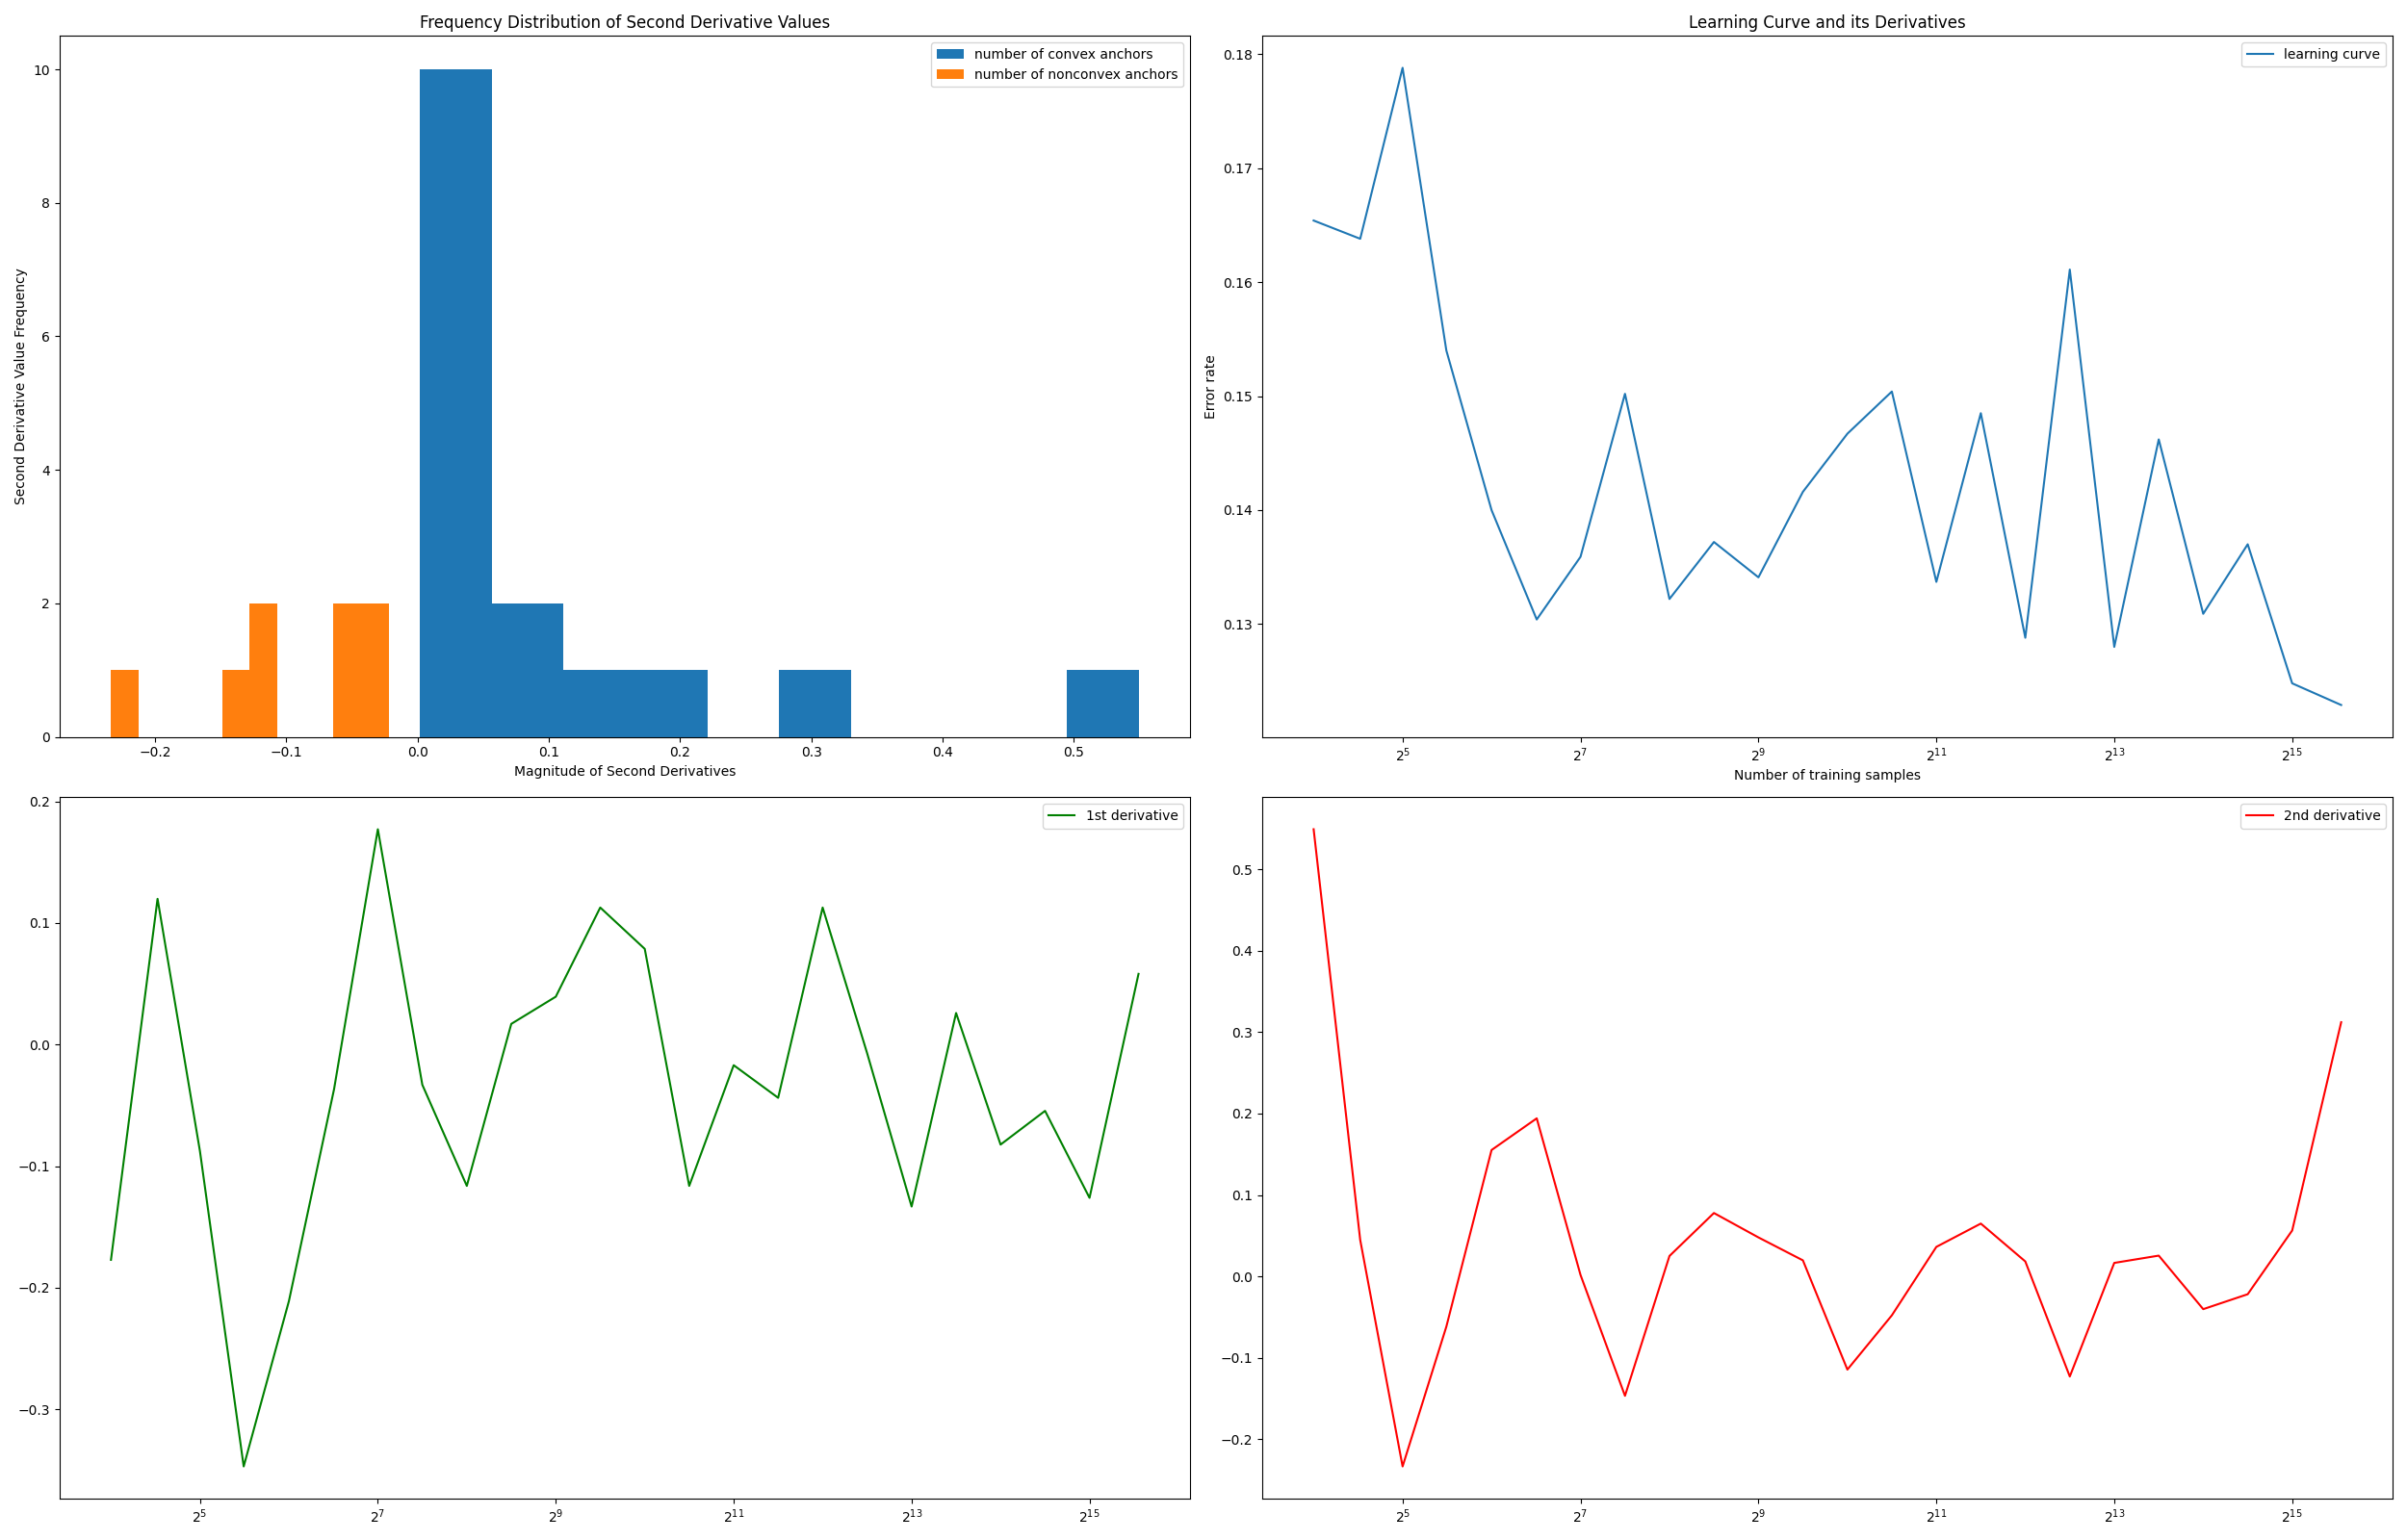 Frequency Distribution of Second Derivative Values
number of convex anchors
number of nonconvex anchors
Second Derivative Value Frequency
10
8
6
4
2
0
−0.2 −0.1 0.0 0.1 0.2 0.3 0.4 0.5
Magnitude of Second Derivatives
Learning Curve and its Derivatives
learning curve
Error rate
0.18
0.17
0.16
0.15
0.14
0.13
2^5 2^7 2^9 2^11 2^13 2^15
Number of training samples
1st derivative
0.2
0.1
0.0
−0.1
−0.2
−0.3
2^5 2^7 2^9 2^11 2^13 2^15
2nd derivative
0.5
0.4
0.3
0.2
0.1
0.0
−0.1
−0.2
2^5 2^7 2^9 2^11 2^13 2^15